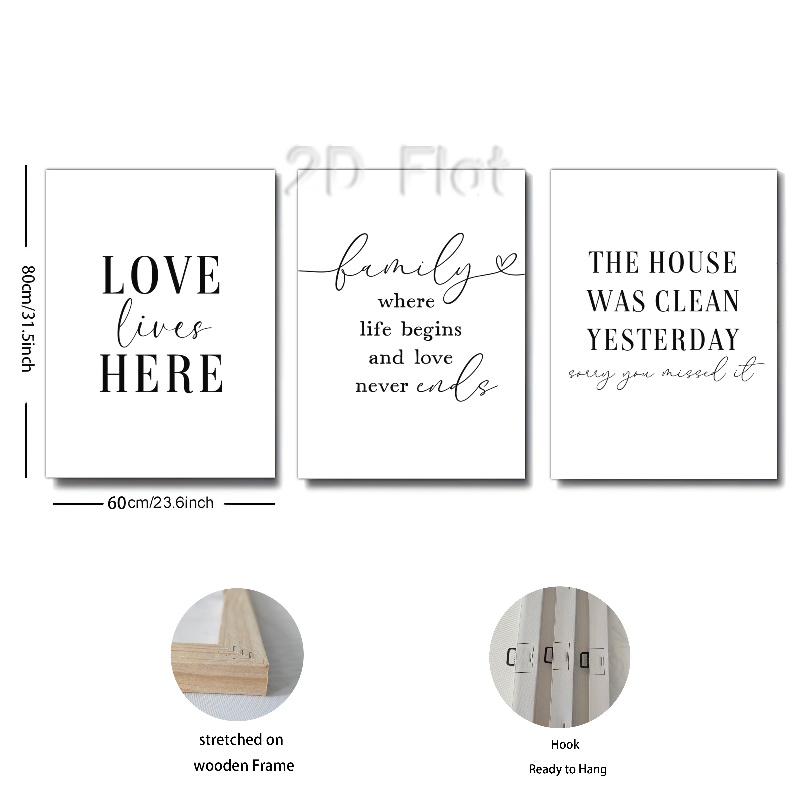 2D Flat
LOVE
lives
HERE
family
where
life begins
and love
never ends
THE HOUSE
WAS CLEAN
YESTERDAY
sorry you missed it
80cm/31.5inch
60cm/23.6inch
stretched on
wooden Frame
Hook
Ready to Hang